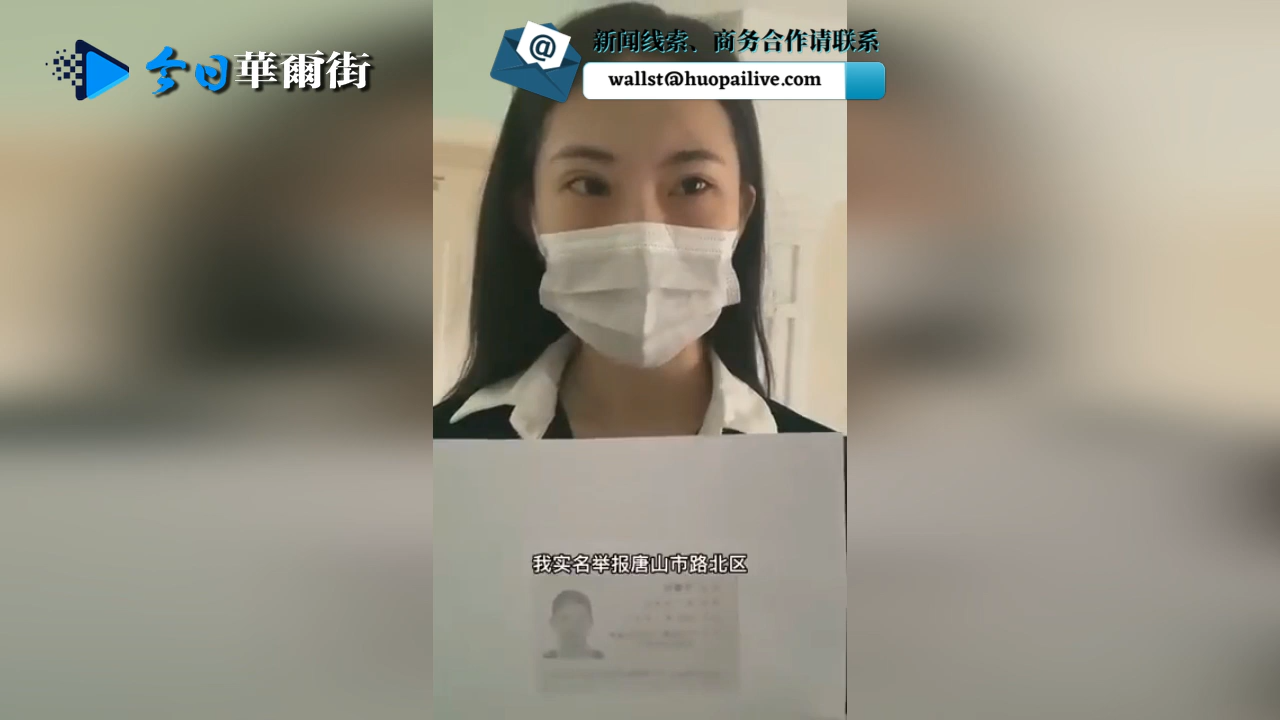 今日華爾街
新闻线索、商务合作请联系
wallst@huopailive.com
我实名举报唐山市路北区